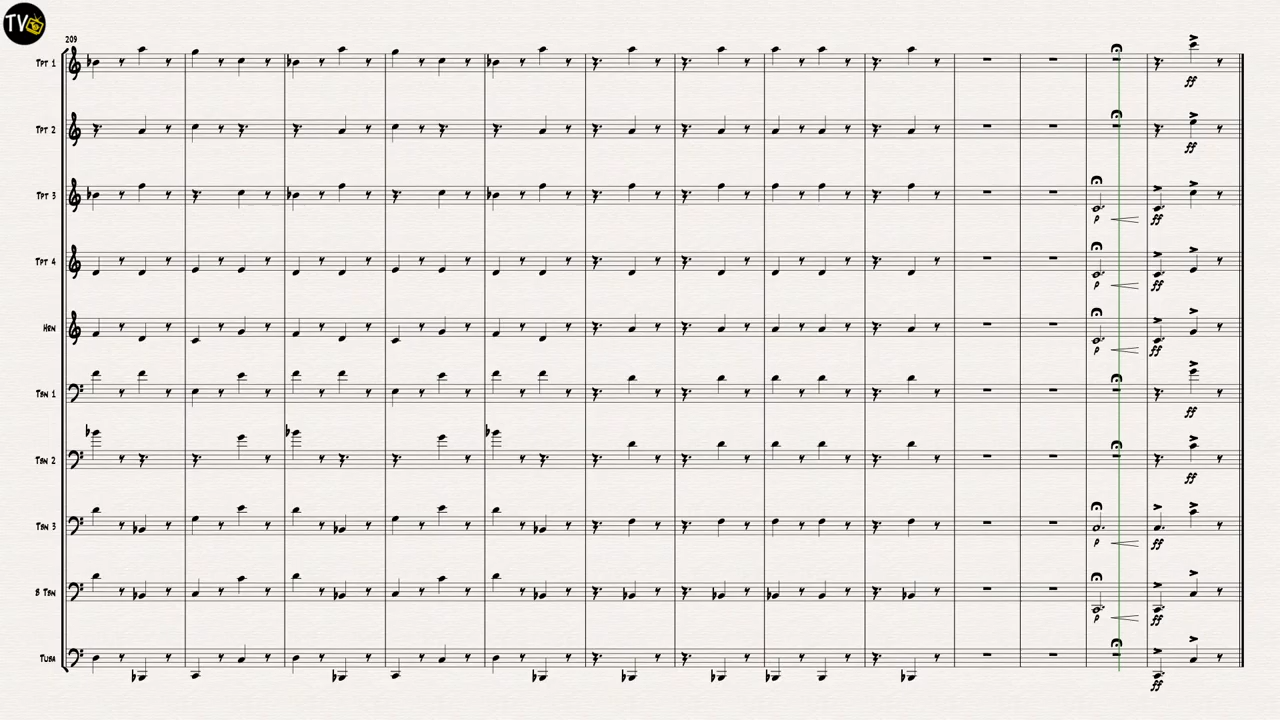 TV
209
Tpt 1
ff
Tpt 2
ff
Tpt 3
p ff
Tpt 4
p ff
Hrn
p ff
Tbn 1
ff
Tbn 2
ff
Tbn 3
p ff
B Tbn
p ff
Tuba
ff